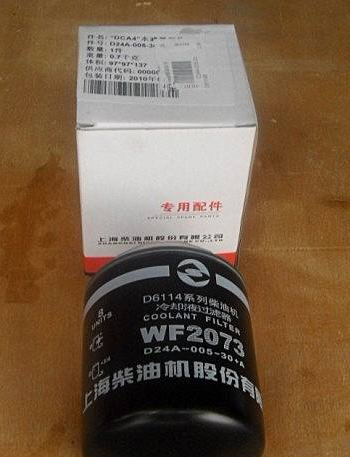 件名: "DCA4"水
件号: D24A-005-30
数量: 1件
重量: 0.7千克
体积: 97*97*137
供应商代码: 0000
包装日期: 2010年
专用配件
SPECIAL SPARE PARTS
上海柴油机股份有限公司
D6114系列柴油机
冷却液过滤器
COOLANT FILTER
8
UNITS
WF2073
D24A-005-30+A
上海柴油机股份有限